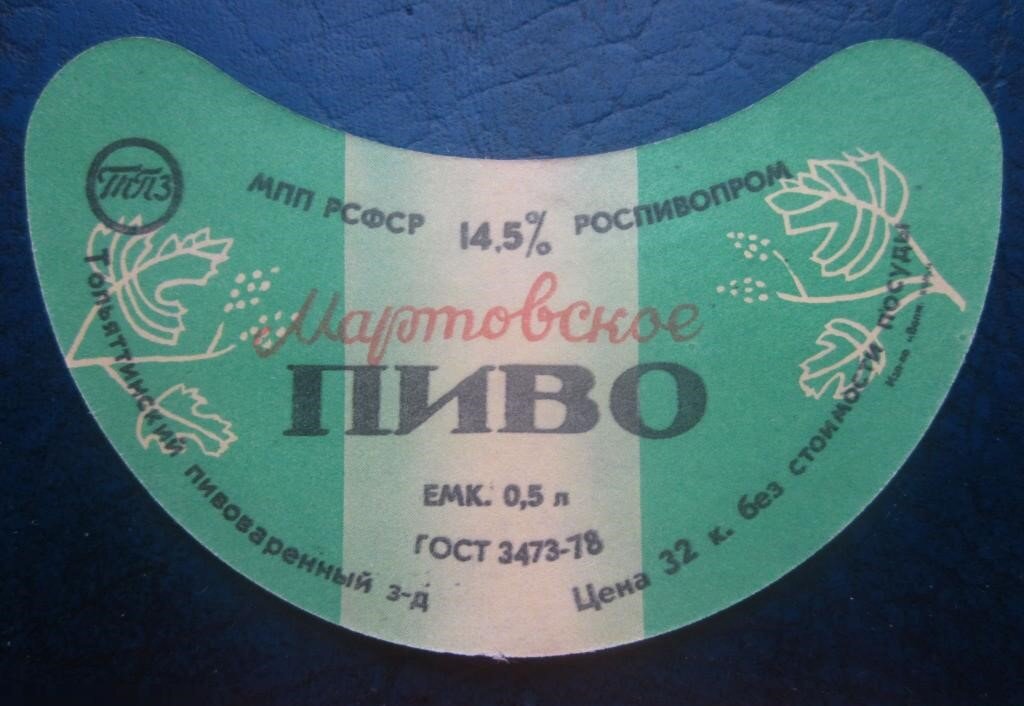 ТПЗ
МПП РСФСР
14,5%
РОСПИВОПРОМ
Мартовское
ПИВО
ЕМК. 0,5 л
ГОСТ 3473-78
Тольяттинский пивоваренный з-д
Цена 32 к. без стоимости посуды